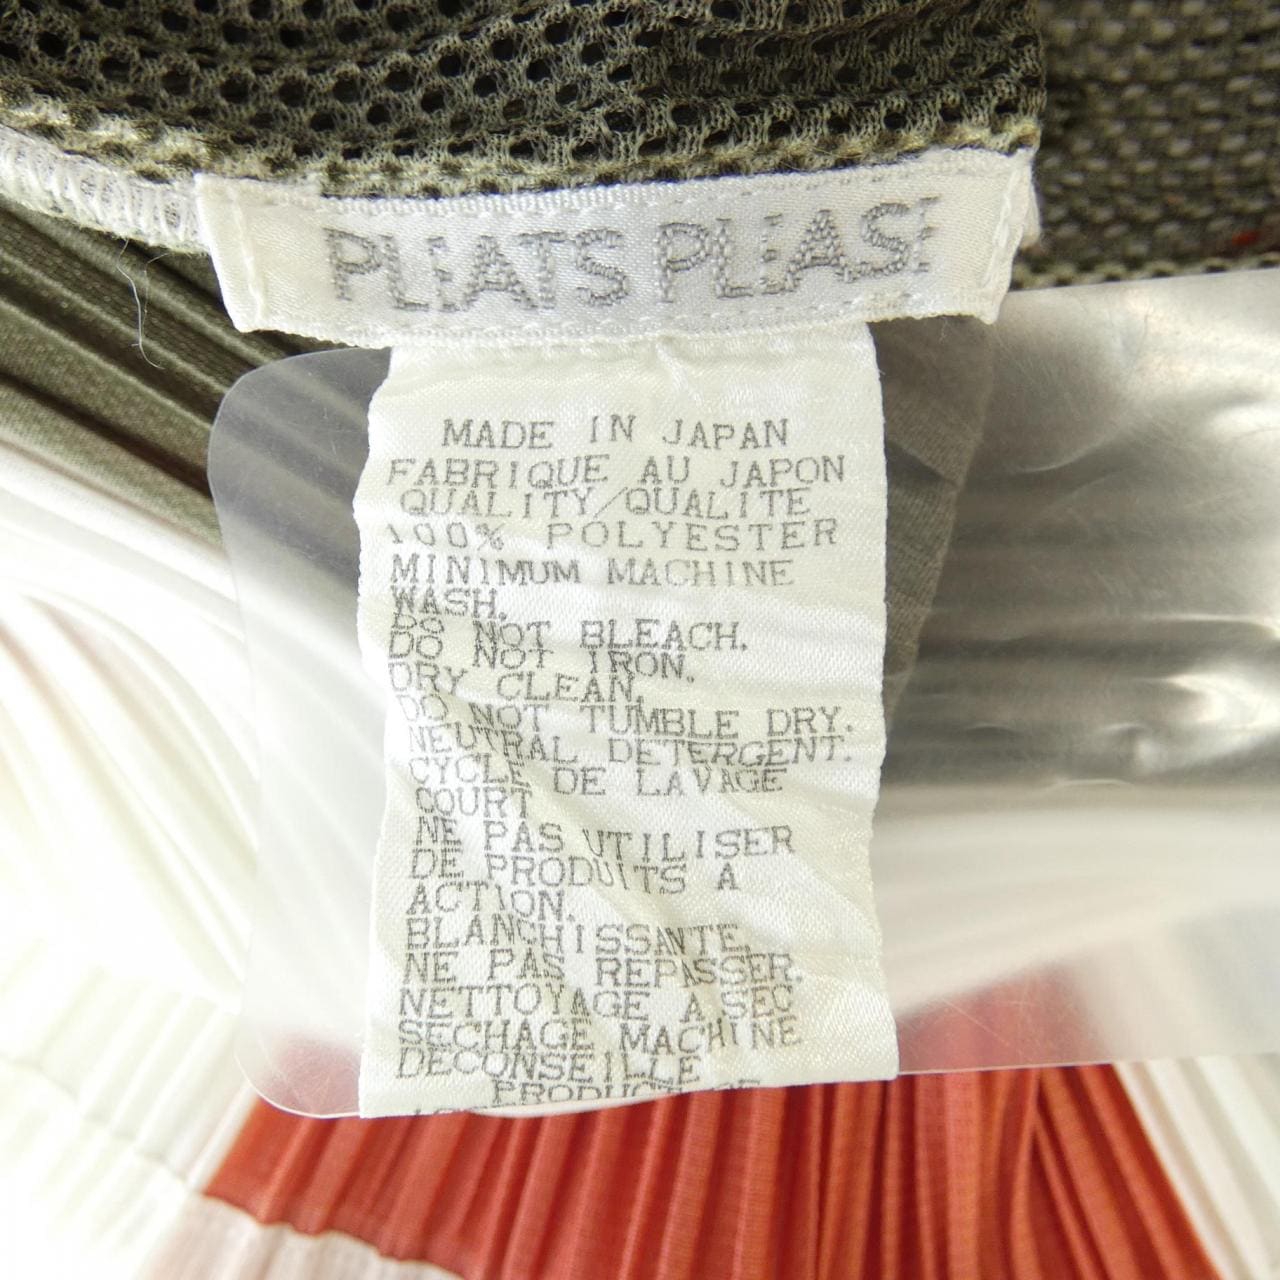 PLEATS PLEASE
MADE IN JAPAN
FABRIQUE AU JAPON
QUALITY/QUALITE
100% POLYESTER
MINIMUM MACHINE
WASH.
DO NOT BLEACH.
DO NOT IRON.
DRY CLEAN.
DO NOT TUMBLE DRY.
NEUTRAL DETERGENT.
CYCLE DE LAVAGE
COURT
NE PAS UTILISER
DE PRODUITS A
ACTION.
BLANCHISSANTE.
NE PAS REPASSER.
NETTOYAGE A SEC
SECHAGE MACHINE
DECONSEILLE